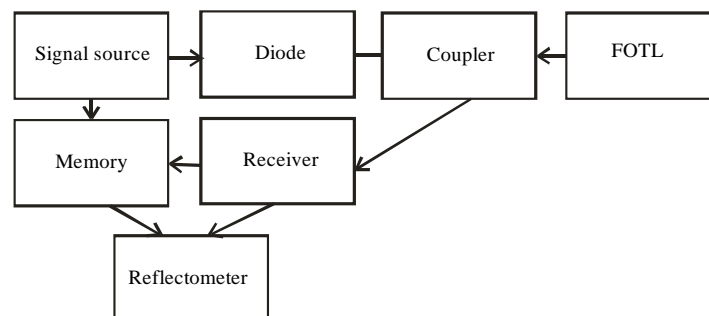 Signal source
Diode
Coupler
FOTL
Memory
Receiver
Reflectometer